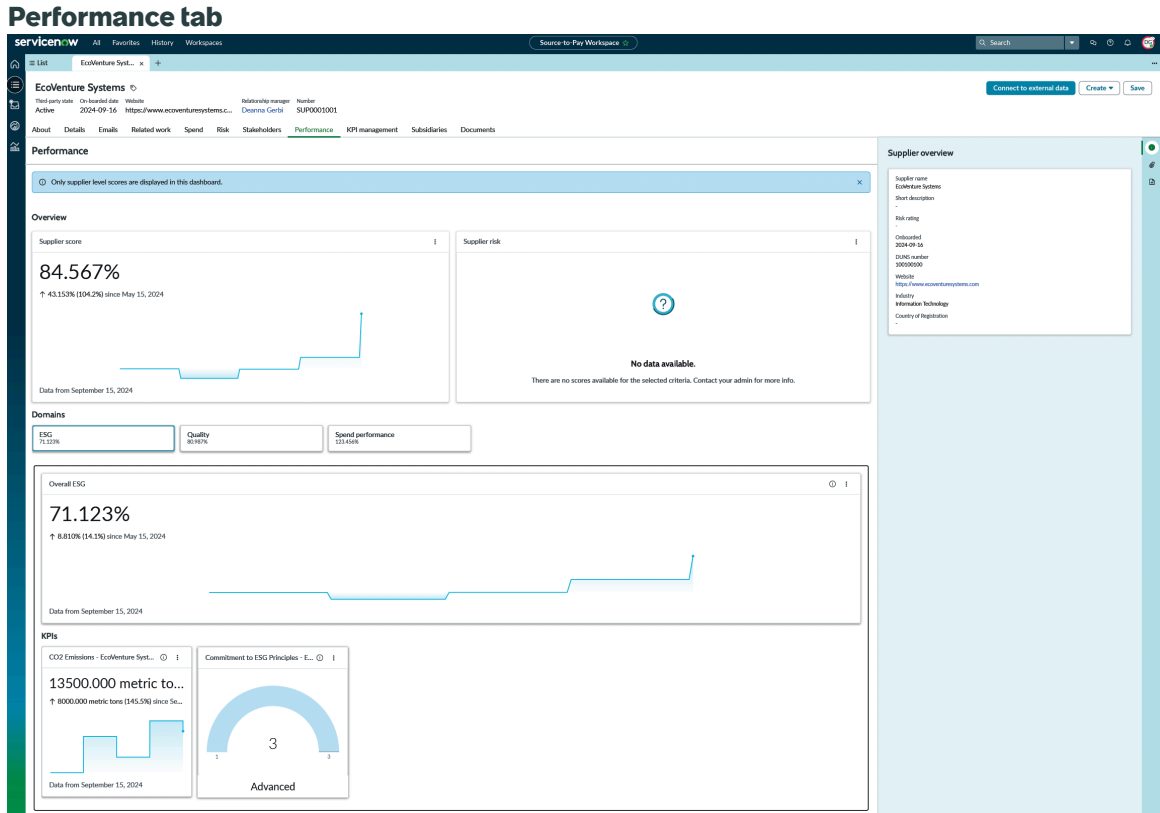 Performance tab
servicenow All Favorites History Workspaces Source-to-Pay Workspace Search
List EcoVenture Syst... × +
EcoVenture Systems
Connect to external data Create Save
Third-party state On-boarded date Website Relationship manager Number
Active 2024-09-16 https://www.ecoventuresystems.c... Deanna Gerbi SUP0001001
About Details Emails Related work Spend Risk Stakeholders Performance KPI management Subsidiaries Documents
Performance
Only supplier level scores are displayed in this dashboard.
Overview
Supplier score
84.567%
↑ 43.153% (104.2%) since May 15, 2024
Data from September 15, 2024
Supplier risk
?
No data available.
There are no scores available for the selected criteria. Contact your admin for more info.
Domains
ESG
71.123%
Quality
80.987%
Spend performance
123.456%
Overall ESG
71.123%
↑ 8.810% (14.1%) since May 15, 2024
Data from September 15, 2024
KPIs
CO2 Emissions - EcoVenture Syst...
13500.000 metric to...
↑ 8000.000 metric tons (145.5%) since Se...
Data from September 15, 2024
Commitment to ESG Principles - E...
3
1 3
Advanced
Supplier overview
Supplier name
EcoVenture Systems
Short description
-
Risk rating
-
Onboarded
2024-09-16
DUNS number
100100100
Website
https://www.ecoventuresystems.com
Industry
Information Technology
Country of Registration
-